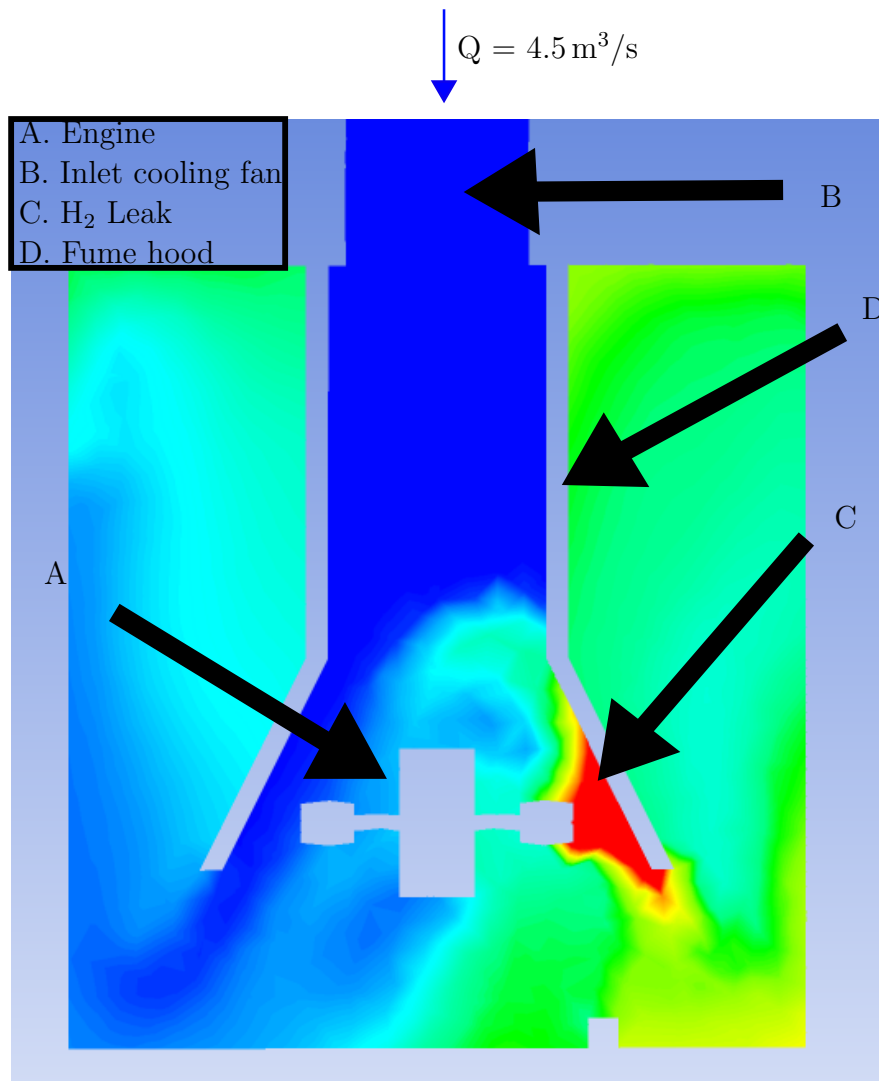 Q = 4.5 m³/s
A. Engine
B. Inlet cooling fan
C. H₂ Leak
D. Fume hood
B
D
C
A